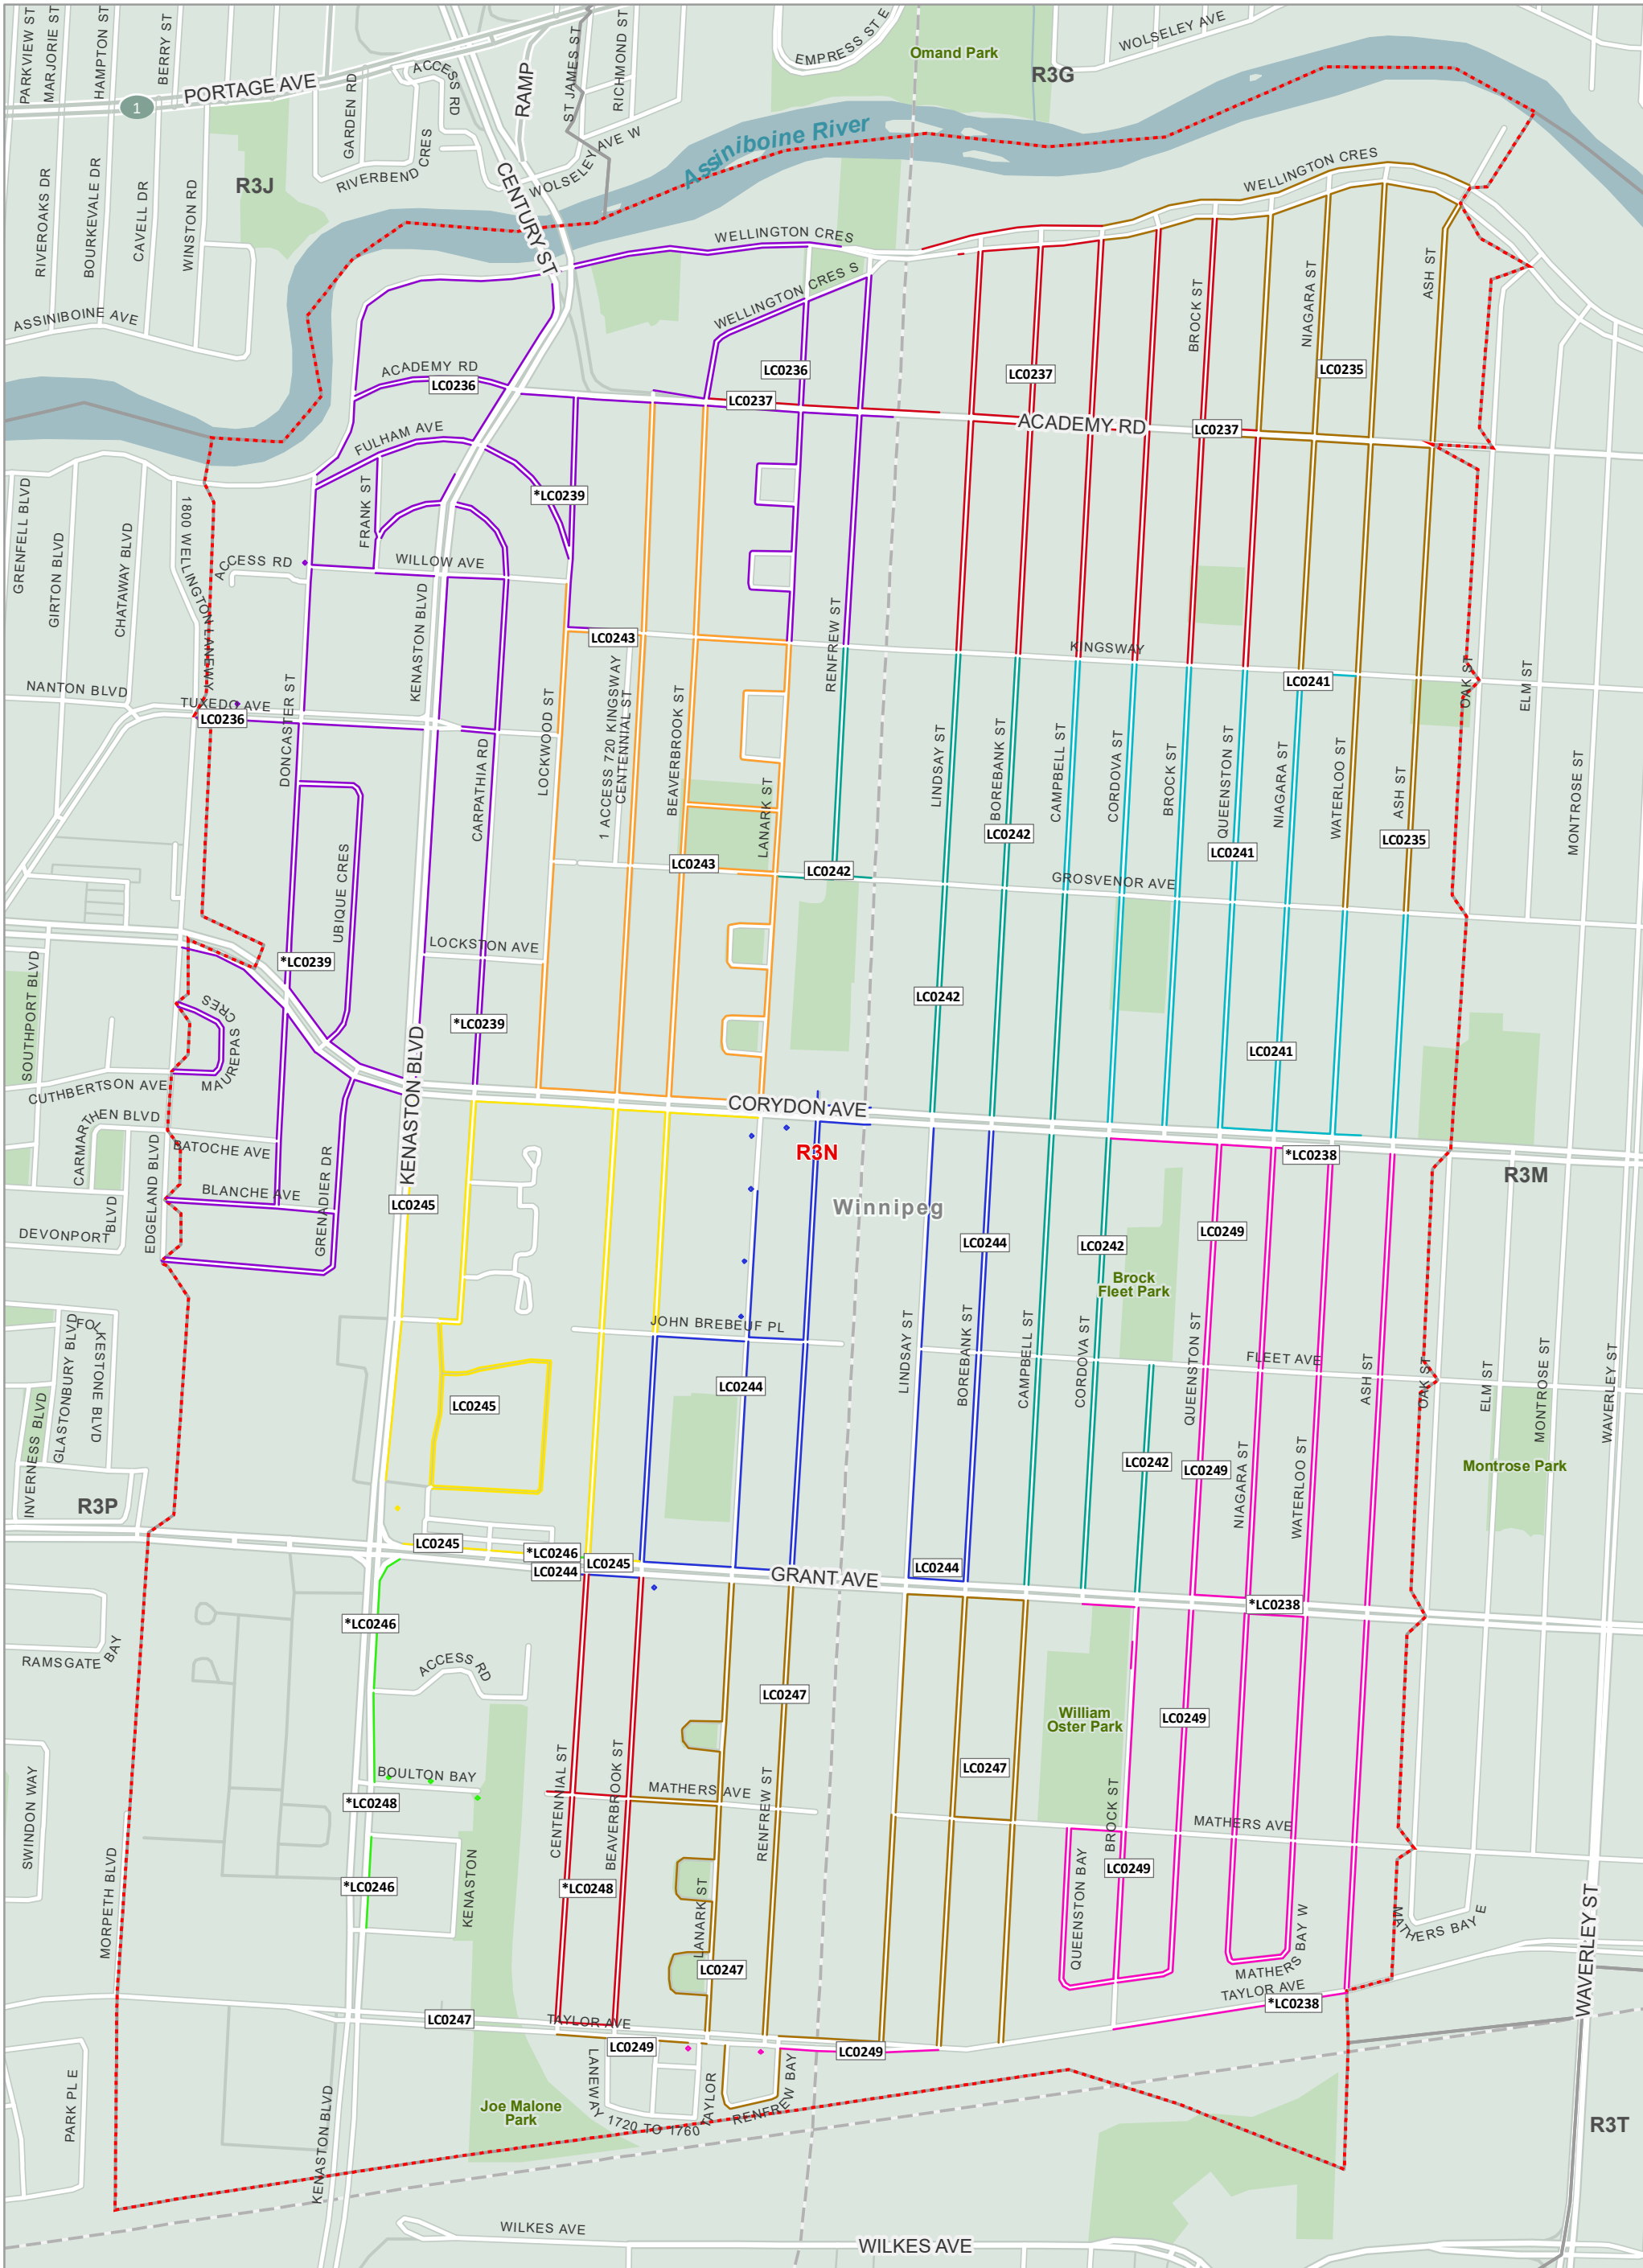 PARKVIEW ST
MARJORIE ST
HAMPTON ST
BERRY ST
PORTAGE AVE
1
GARDEN RD
ACCESS RD
RAMP
ST JAMES ST
RICHMOND ST
EMPRESS ST E
Omand Park
WOLSELEY AVE
R3G
RIVEROAKS DR
BOURKEVALE DR
CAVELL DR
WINSTON RD
R3J
RIVERBEND CRES
CENTURY ST
WOLSELEY AVE W
Assiniboine River
WELLINGTON CRES
WELLINGTON CRES
WELLINGTON CRES S
ASSINIBOINE AVE
ACADEMY RD
LC0236
LC0236
LC0237
LC0237
BROCK ST
NIAGARA ST
LC0235
ASH ST
LC0237
ACADEMY RD
FULHAM AVE
FRANK ST
*LC0239
GRENFELL BLVD
GIRTON BLVD
CHATAWAY BLVD
1800 WELLINGTON LANEWY
ACCESS RD
WILLOW AVE
KENASTON BLVD
LC0243
RENFREW ST
KINGSWAY
LC0241
OAK ST
ELM ST
NANTON BLVD
TUXEDO AVE
LC0236
DONCASTER ST
CARPATHIA RD
LOCKWOOD ST
1 ACCESS 720 KINGSWAY
CENTENNIAL ST
BEAVERBROOK ST
LANARK ST
LINDSAY ST
BOREBANK ST
CAMPBELL ST
CORDOVA ST
BROCK ST
QUEENSTON ST
NIAGARA ST
WATERLOO ST
ASH ST
MONTROSE ST
LC0242
LC0241
LC0235
LC0243
LC0242
GROSVENOR AVE
UBIQUE CRES
LOCKSTON AVE
*LC0239
SOUTHPORT BLVD
LC0242
MAUREPAS CRES
*LC0239
LC0241
CUTHBERTSON AVE
KENASTON BLVD
CORYDON AVE
CARMARTHEN BLVD
BATOCHE AVE
R3N
*LC0238
R3M
EDGELAND BLVD
BLANCHE AVE
LC0245
Winnipeg
DEVONPORT BLVD
GRENADIER DR
LC0249
LC0244
LC0242
Brock
Fleet Park
JOHN BREBEUF PL
FOLKESTONE BLVD
GLASTONBURY BLVD
INVERNESS BLVD
FLEET AVE
LC0244
LC0245
LINDSAY ST
BOREBANK ST
CAMPBELL ST
CORDOVA ST
QUEENSTON ST
NIAGARA ST
WATERLOO ST
ASH ST
OAK ST
ELM ST
MONTROSE ST
WAVERLEY ST
LC0242
LC0249
Montrose Park
R3P
LC0245
*LC0246
LC0244
LC0245
GRANT AVE
LC0244
*LC0238
*LC0246
RAMSGATE BAY
ACCESS RD
LC0247
William
Oster Park
LC0249
SWINDON WAY
BOULTON BAY
*LC0248
CENTENNIAL ST
BEAVERBROOK ST
MATHERS AVE
RENFREW ST
LC0247
MATHERS AVE
BROCK ST
LC0249
MORPETH BLVD
*LC0246
KENASTON
*LC0248
LANARK ST
QUEENSTON BAY
MATHERS BAY W
MATHERS BAY E
WAVERLEY ST
LC0247
TAYLOR AVE
*LC0238
LC0247
TAYLOR AVE
LC0249
LC0249
PARK PL E
KENASTON BLVD
Joe Malone
Park
LANEWAY 1720 TO 1760 TAYLOR
RENFREW BAY
R3T
WILKES AVE
WILKES AVE